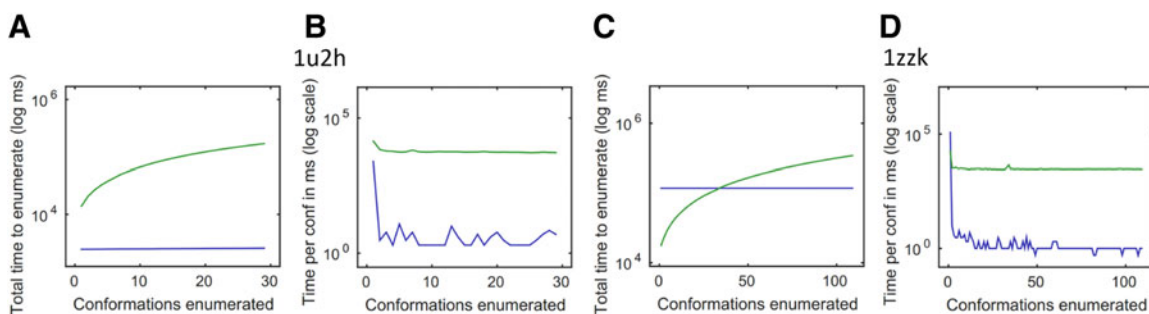 A
B
C
D
1u2h
1zzk
Total time to enumerate (log ms)
10^6
10^4
0
10
20
30
Conformations enumerated
Time per conf in ms (log scale)
10^5
10^0
0
10
20
30
Conformations enumerated
Total time to enumerate (log ms)
10^6
10^4
0
50
100
Conformations enumerated
Time per conf in ms (log scale)
10^5
10^0
0
50
100
Conformations enumerated